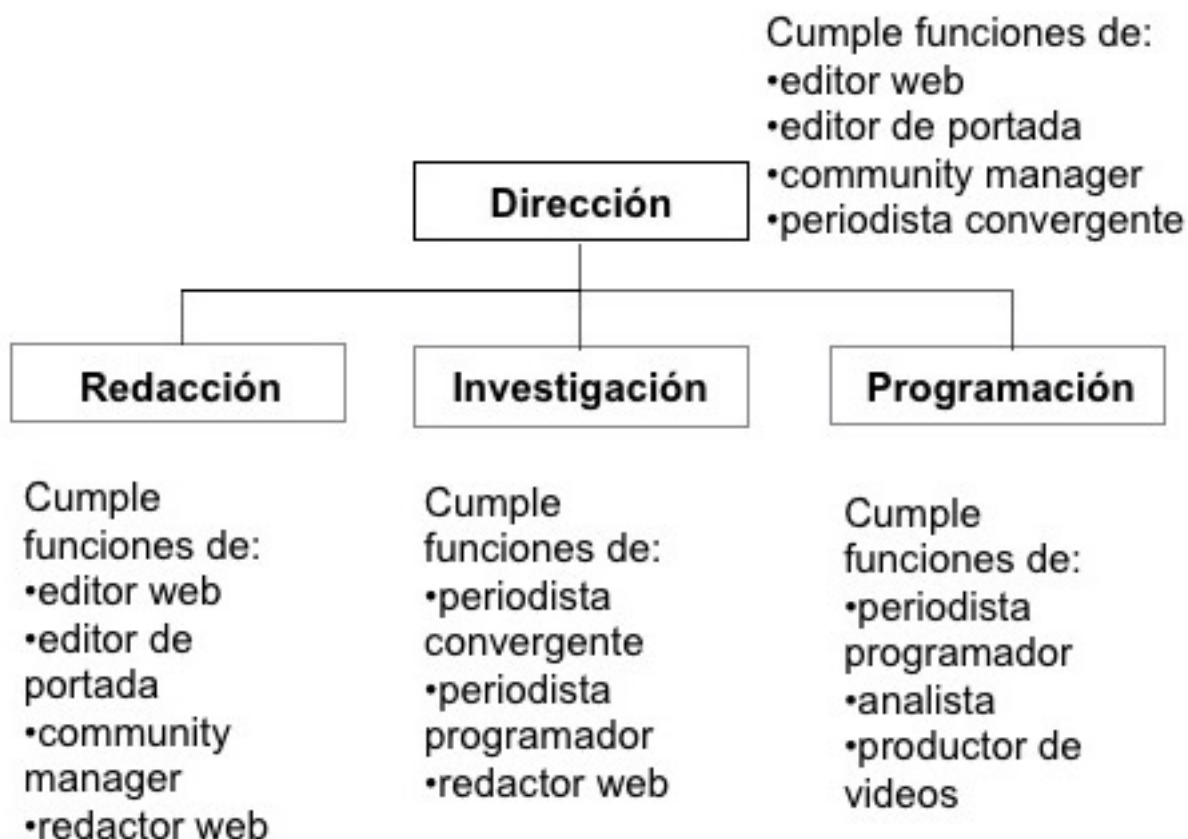 Cumple funciones de:
•editor web
•editor de portada
•community manager
•periodista convergente
Dirección
Redacción
Investigación
Programación
Cumple
funciones de:
•editor web
•editor de
portada
•community
manager
•redactor web
Cumple
funciones de:
•periodista
convergente
•periodista
programador
•redactor web
Cumple
funciones de:
•periodista
programador
•analista
•productor de
videos